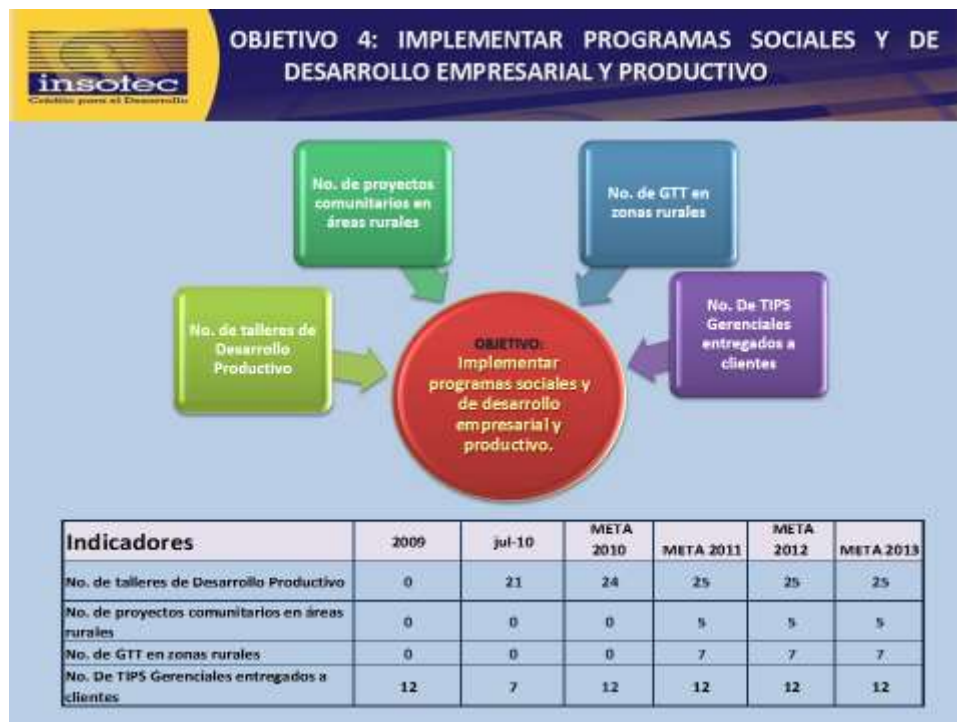 insotec
Crédito para el Desarrollo
OBJETIVO 4: IMPLEMENTAR PROGRAMAS SOCIALES Y DE
DESARROLLO EMPRESARIAL Y PRODUCTIVO
No. de proyectos
comunitarios en
áreas rurales
No. de GTT en
zonas rurales
No. de talleres de
Desarrollo
Productivo
No. De TIPS
Gerenciales
entregados a
clientes
OBJETIVO:
Implementar
programas sociales y
de desarrollo
empresarial y
productivo.
Indicadores 2009 jul-10 META 2010 META 2011 META 2012 META 2013
No. de talleres de Desarrollo Productivo 0 21 24 25 25 25
No. de proyectos comunitarios en áreas
rurales 0 0 0 5 5 5
No. de GTT en zonas rurales 0 0 0 7 7 7
No. De TIPS Gerenciales entregados a
clientes 12 7 12 12 12 12